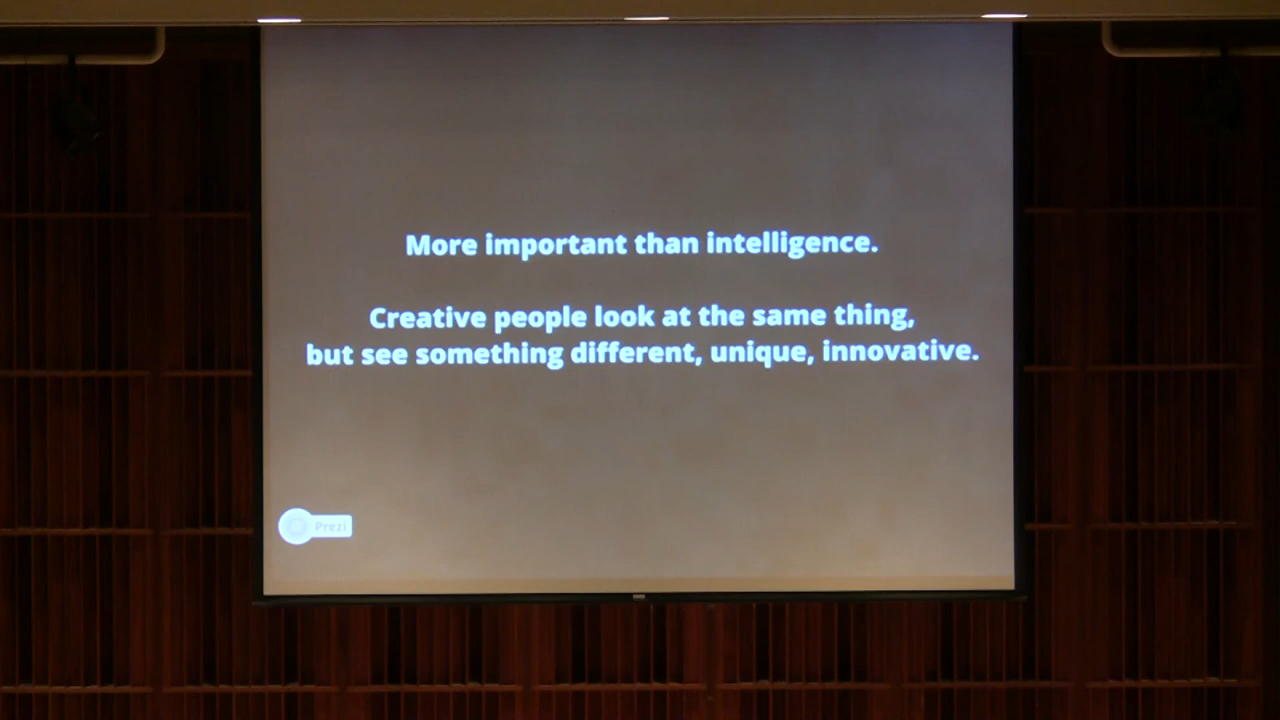 More important than intelligence.
Creative people look at the same thing,
but see something different, unique, innovative.
Prezi